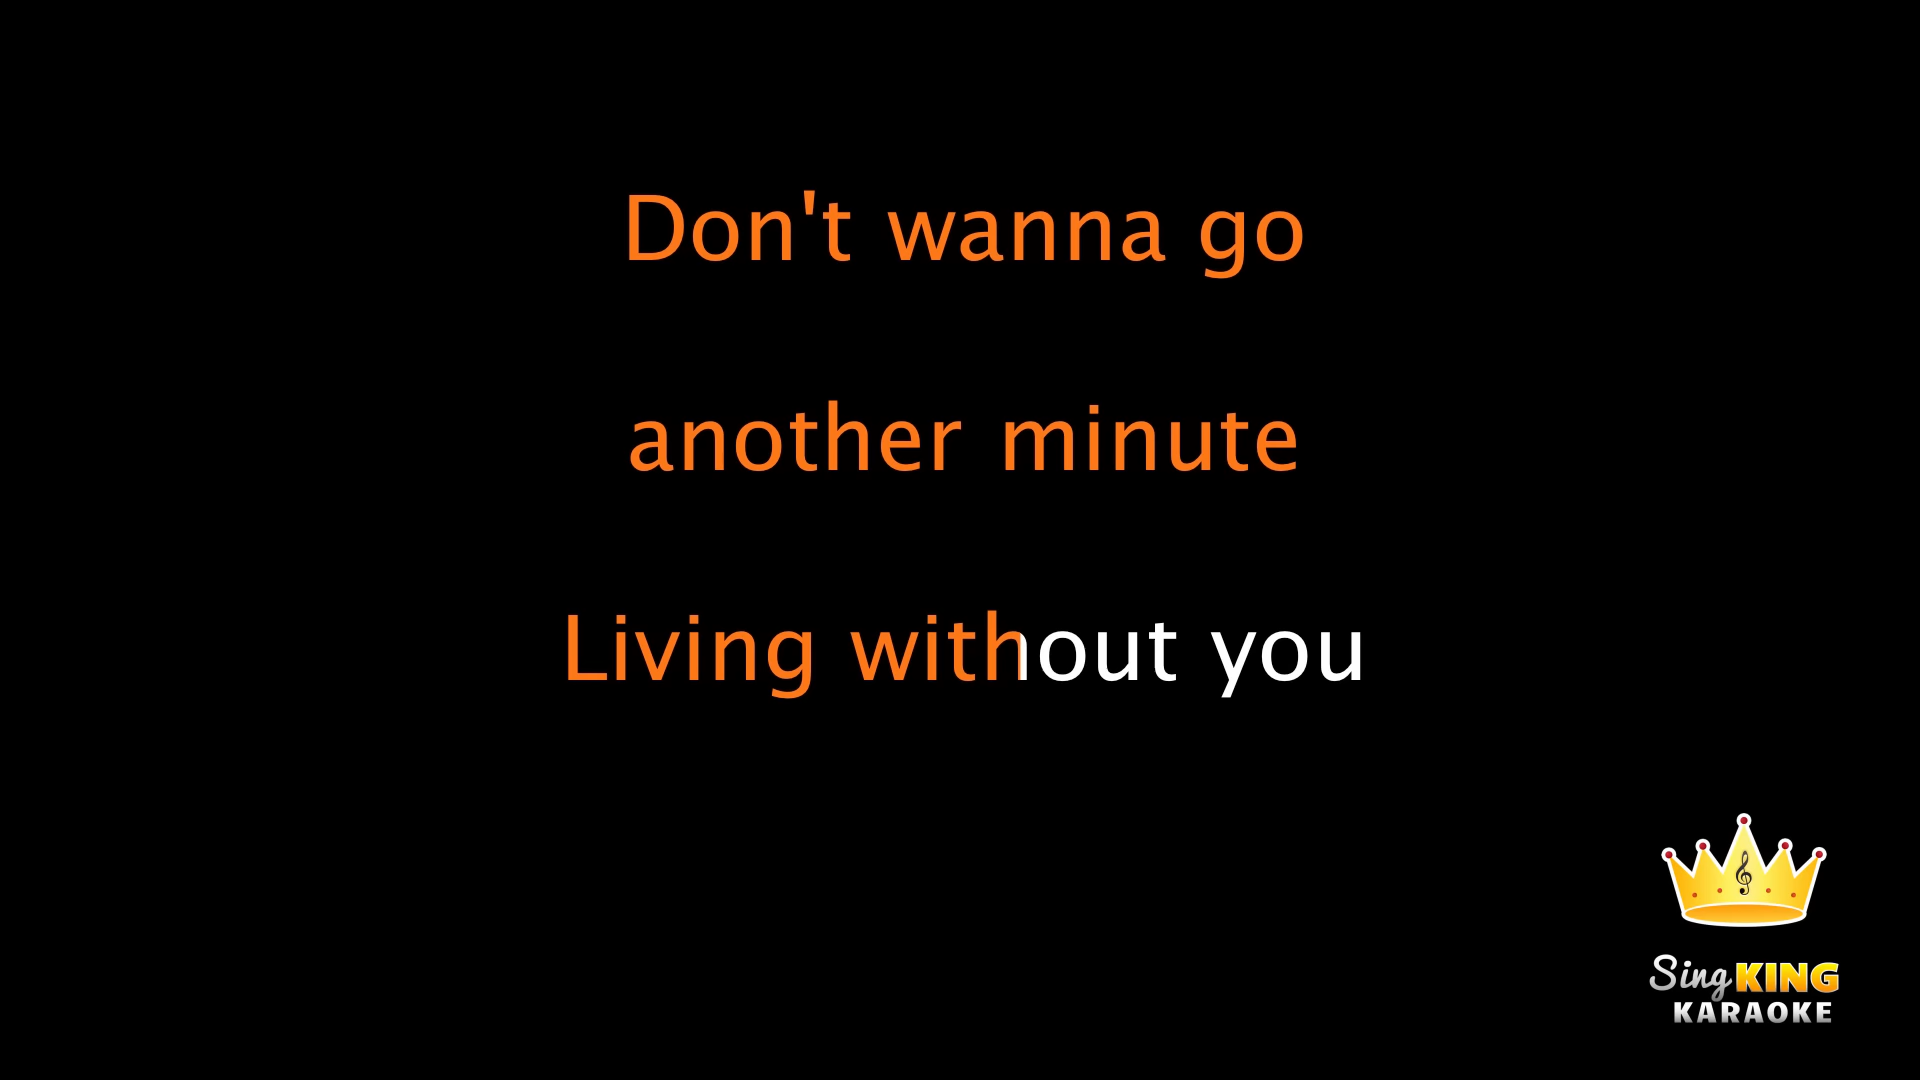 Don't wanna go
another minute
Living without you
Sing KING
KARAOKE